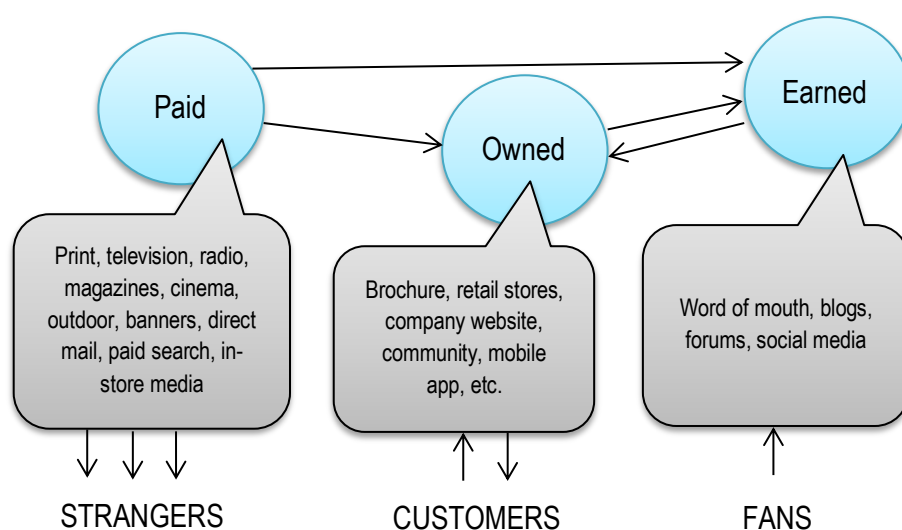 Paid
Owned
Earned
Print, television, radio,
magazines, cinema,
outdoor, banners, direct
mail, paid search, in-
store media
Brochure, retail stores,
company website,
community, mobile
app, etc.
Word of mouth, blogs,
forums, social media
STRANGERS
CUSTOMERS
FANS